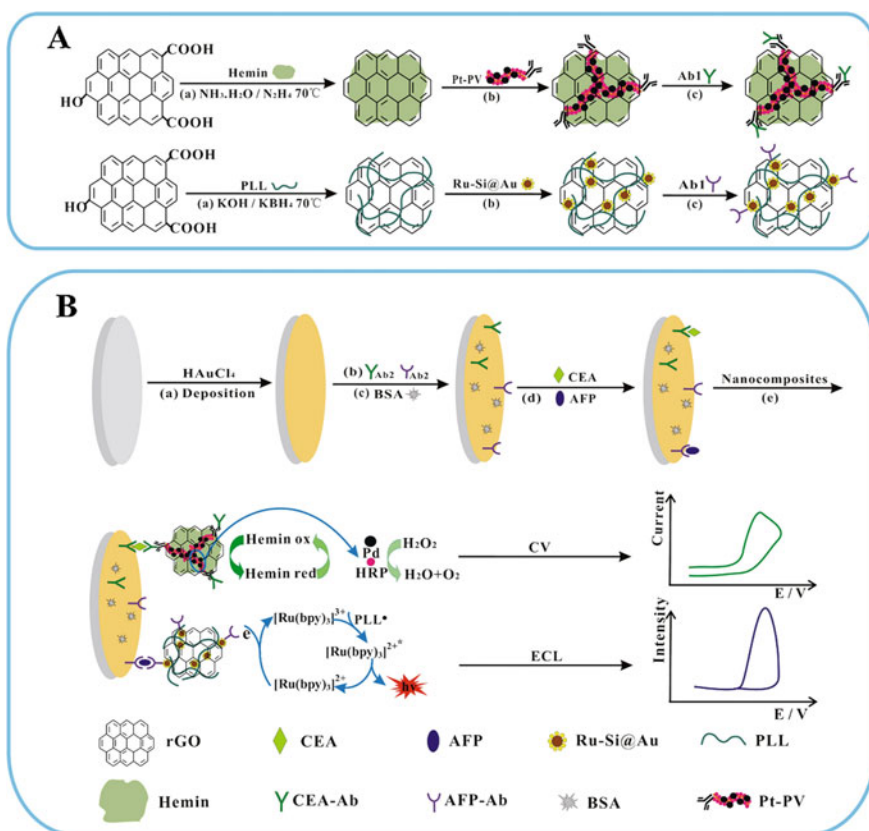 A
COOH
HO
COOH
Hemin
(a) NH₃.H₂O / N₂H₄ 70℃
Pt-PV
(b)
Ab1
(c)
COOH
HO
COOH
PLL
(a) KOH / KBH₄ 70℃
Ru-Si@Au
(b)
Ab1
(c)
B
HAuCl₄
(a) Deposition
(b) Ab2 Ab2
(c) BSA
CEA
(d) AFP
Nanocomposites
(e)
Hemin ox
Hemin red
Pd
HRP
H₂O₂
H₂O+O₂
CV
Current
E / V
e
[Ru(bpy)₃]³⁺
PLL•
[Ru(bpy)₃]²⁺*
[Ru(bpy)₃]²⁺
hv
ECL
Intensity
E / V
rGO CEA AFP Ru-Si@Au PLL
Hemin CEA-Ab AFP-Ab BSA Pt-PV